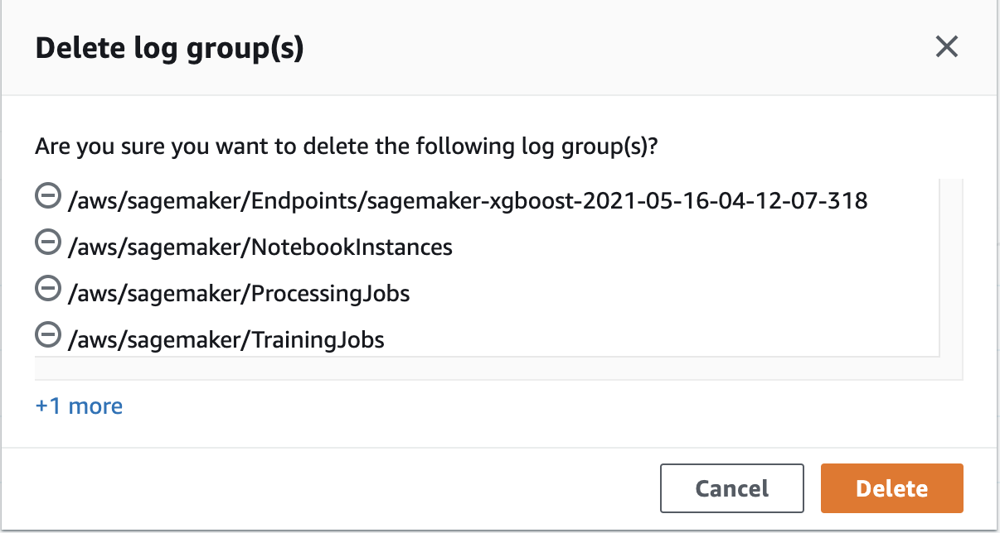 Delete log group(s)
Are you sure you want to delete the following log group(s)?
/aws/sagemaker/Endpoints/sagemaker-xgboost-2021-05-16-04-12-07-318
/aws/sagemaker/NotebookInstances
/aws/sagemaker/ProcessingJobs
/aws/sagemaker/TrainingJobs
+1 more
Cancel
Delete